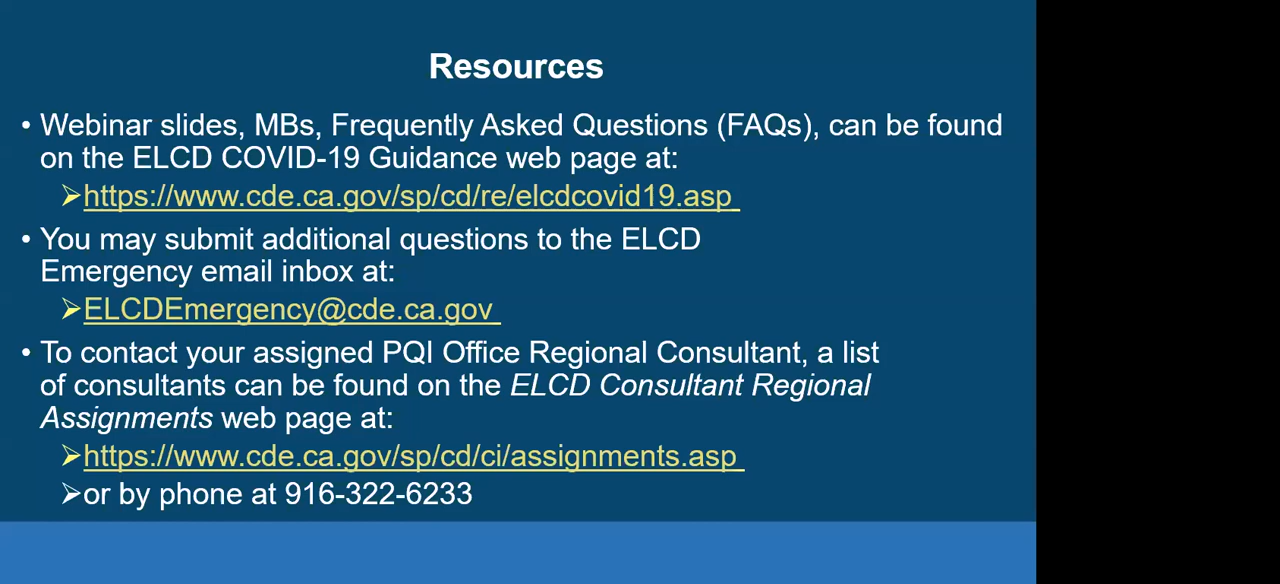 Resources
• Webinar slides, MBs, Frequently Asked Questions (FAQs), can be found
on the ELCD COVID-19 Guidance web page at:
➢https://www.cde.ca.gov/sp/cd/re/elcdcovid19.asp
• You may submit additional questions to the ELCD
Emergency email inbox at:
➢ELCDEmergency@cde.ca.gov
• To contact your assigned PQI Office Regional Consultant, a list
of consultants can be found on the ELCD Consultant Regional
Assignments web page at:
➢https://www.cde.ca.gov/sp/cd/ci/assignments.asp
➢or by phone at 916-322-6233